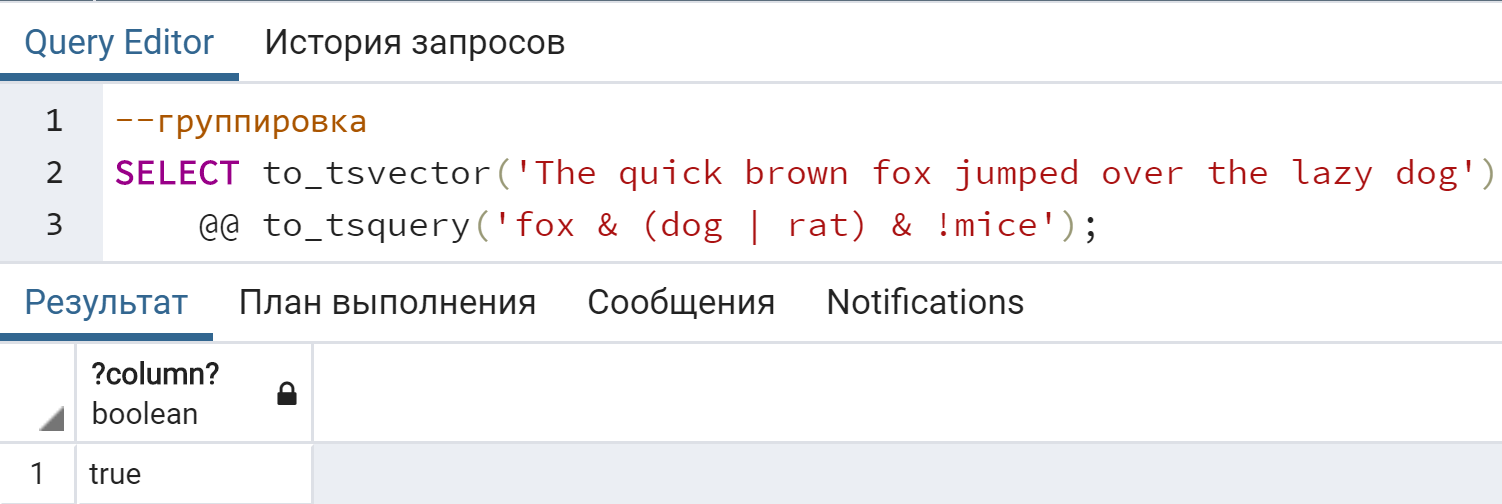 Query Editor История запросов
1 --группировка
2 SELECT to_tsvector('The quick brown fox jumped over the lazy dog')
3 @@ to_tsquery('fox & (dog | rat) & !mice');
Результат План выполнения Сообщения Notifications
?column?
boolean
1 true